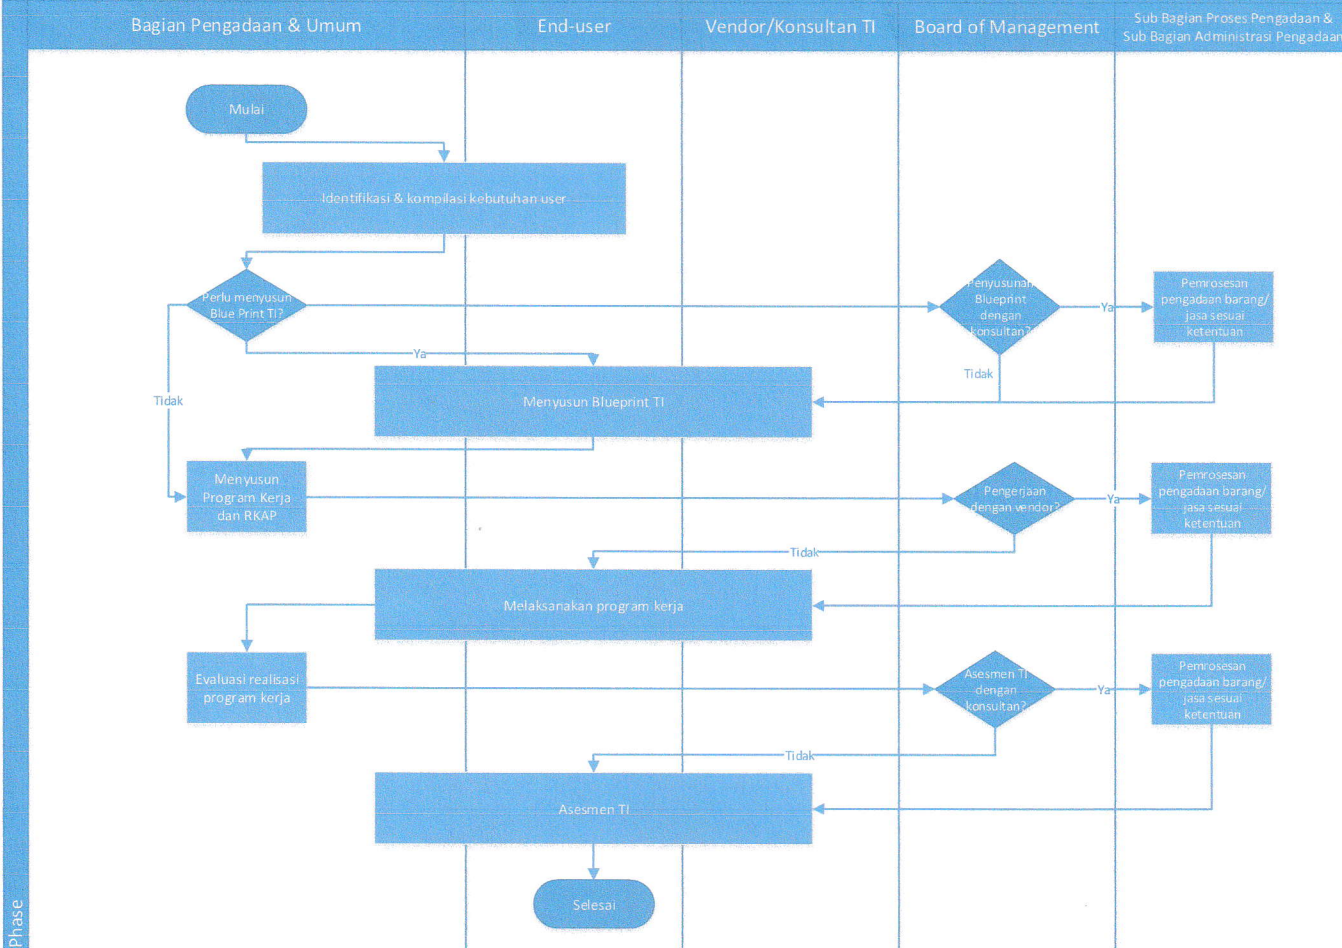 Bagian Pengadaan & Umum
End-user
Vendor/Konsultan TI
Board of Management
Sub Bagian Proses Pengadaan &
Sub Bagian Administrasi Pengadaan
Mulai
Identifikasi & kompilasi kebutuhan user
Perlu menyusun
Blue Print TI?
Penyusunan
Blueprint
dengan
konsultan?
Ya
Pemrosesan
pengadaan barang/
jasa sesuai
ketentuan
Ya
Tidak
Tidak
Menyusun Blueprint TI
Menyusun
Program Kerja
dan RKAP
Pengerjaan
dengan vendor?
Ya
Pemrosesan
pengadaan barang/
jasa sesuai
ketentuan
Tidak
Melaksanakan program kerja
Evaluasi realisasi
program kerja
Asesmen TI
dengan
konsultan?
Ya
Pemrosesan
pengadaan barang/
jasa sesuai
ketentuan
Tidak
Asesmen TI
Selesai
Phase